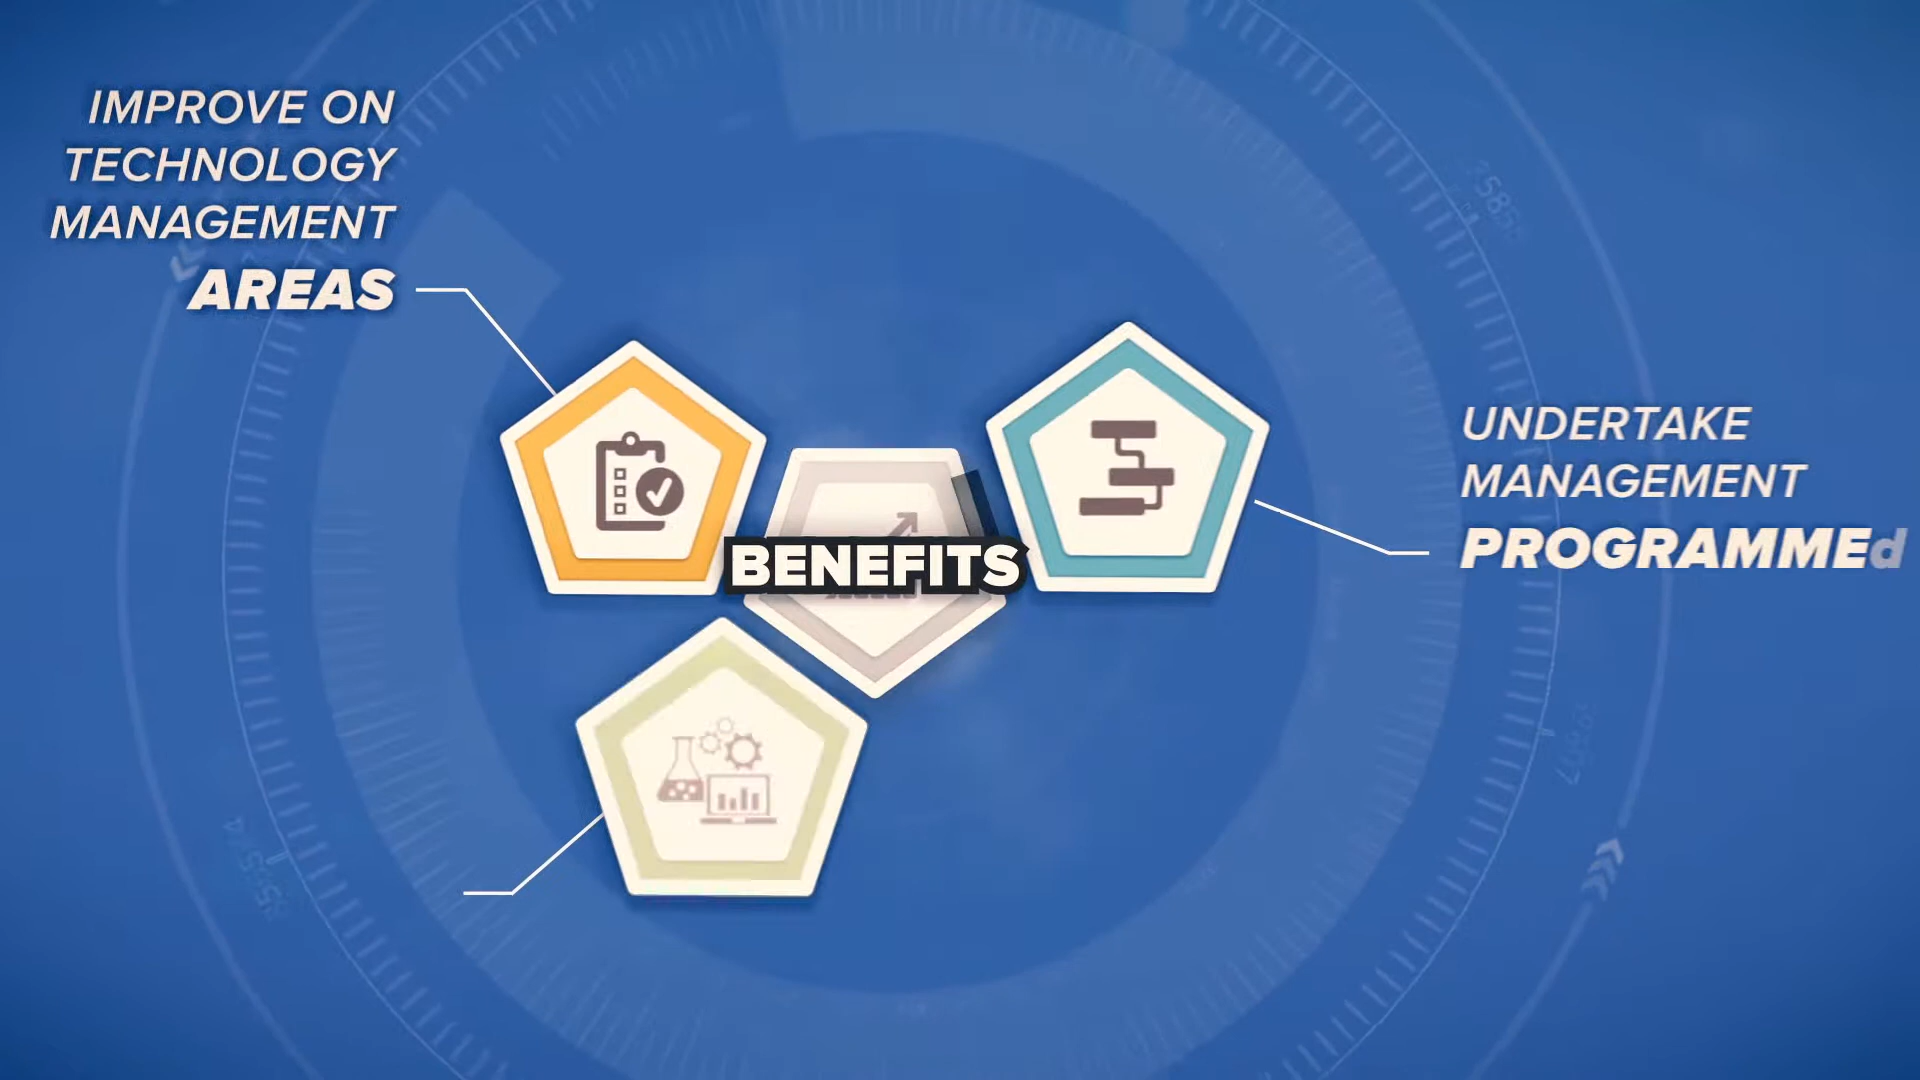 IMPROVE ON
TECHNOLOGY
MANAGEMENT
AREAS
BENEFITS
UNDERTAKE
MANAGEMENT
PROGRAMMEd